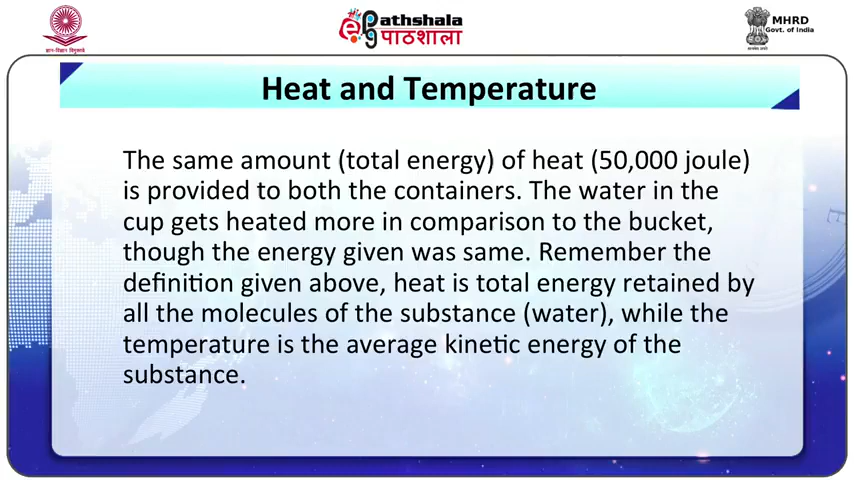 ज्ञान-विज्ञान विमुक्तये
ePathshala
पाठशाला
MHRD
Govt. of India
Heat and Temperature
The same amount (total energy) of heat (50,000 joule)
is provided to both the containers. The water in the
cup gets heated more in comparison to the bucket,
though the energy given was same. Remember the
definition given above, heat is total energy retained by
all the molecules of the substance (water), while the
temperature is the average kinetic energy of the
substance.